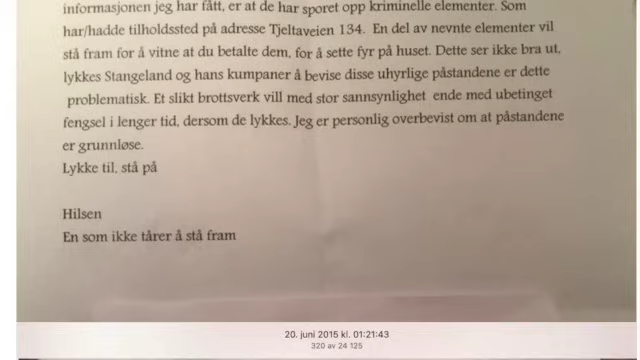 informasjonen jeg har fått, er at de har sporet opp kriminelle elementer. Som
har/hadde tilholdssted på adresse Tjeltaveien 134. En del av nevnte elementer vil
stå fram for å vitne at du betalte dem, for å sette fyr på huset. Dette ser ikke bra ut,
lykkes Stangeland og hans kumpaner å bevise disse uhyrlige påstandene er dette
problematisk. Et slikt brottsverk vill med stor sannsynlighet ende med ubetinget
fengsel i lenger tid, dersom de lykkes. Jeg er personlig overbevist om at påstandene
er grunnløse.
Lykke til, stå på
Hilsen
En som ikke tårer å stå fram
20. juni 2015 kl. 01:21:43
320 av 24 125